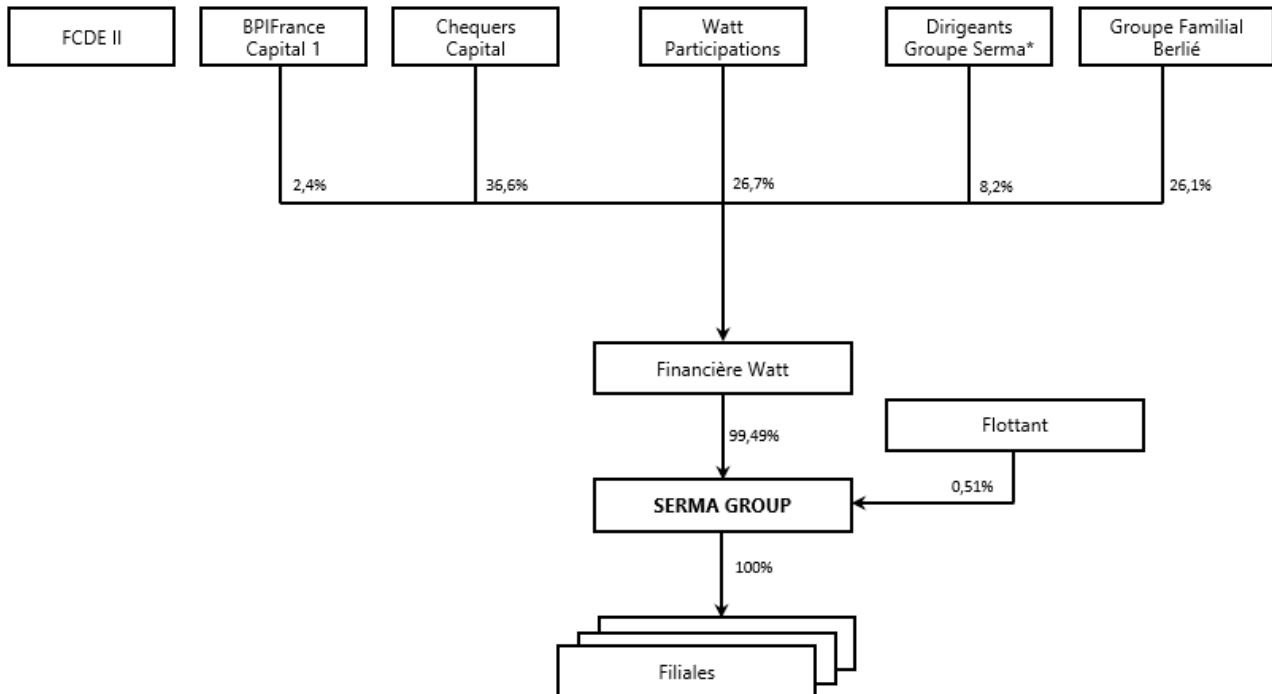 FCDE II
BPIFrance
Capital 1
Chequers
Capital
Watt
Participations
Dirigeants
Groupe Serma*
Groupe Familial
Berlié
2,4%
36,6%
26,7%
8,2%
26,1%
Financière Watt
99,49%
Flottant
0,51%
SERMA GROUP
100%
Filiales